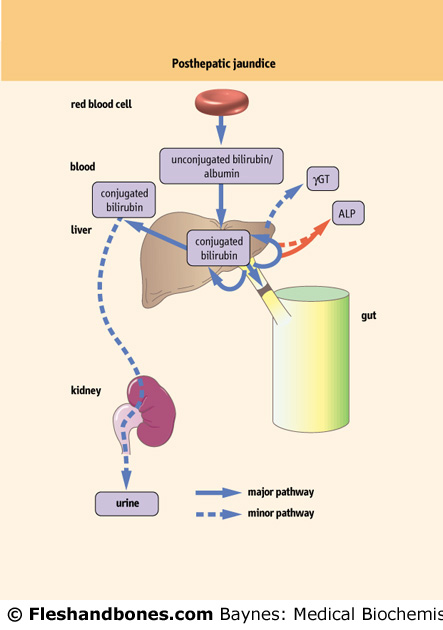 Posthepatic jaundice
red blood cell
blood
unconjugated bilirubin/
albumin
γGT
conjugated
bilirubin
ALP
liver
conjugated
bilirubin
gut
kidney
urine
major pathway
minor pathway
© Fleshandbones.com Baynes: Medical Biochemis